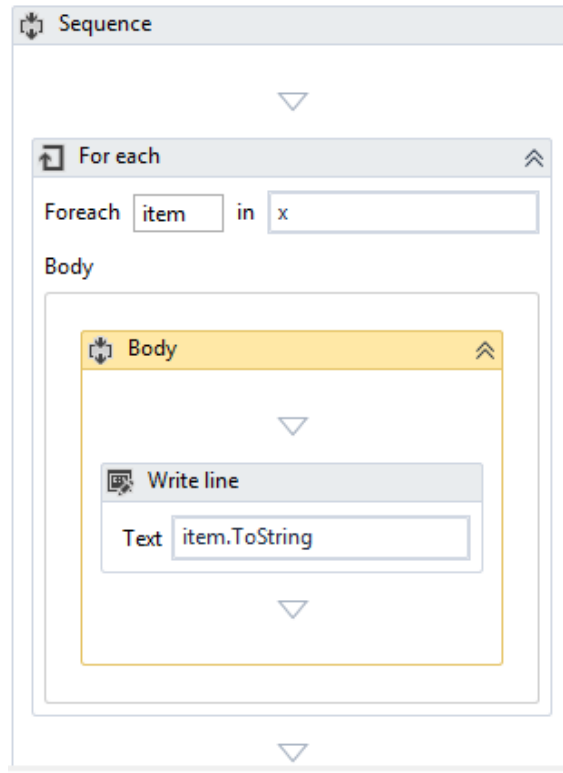 Sequence
For each
Foreach item in x
Body
Body
Write line
Text item.ToString